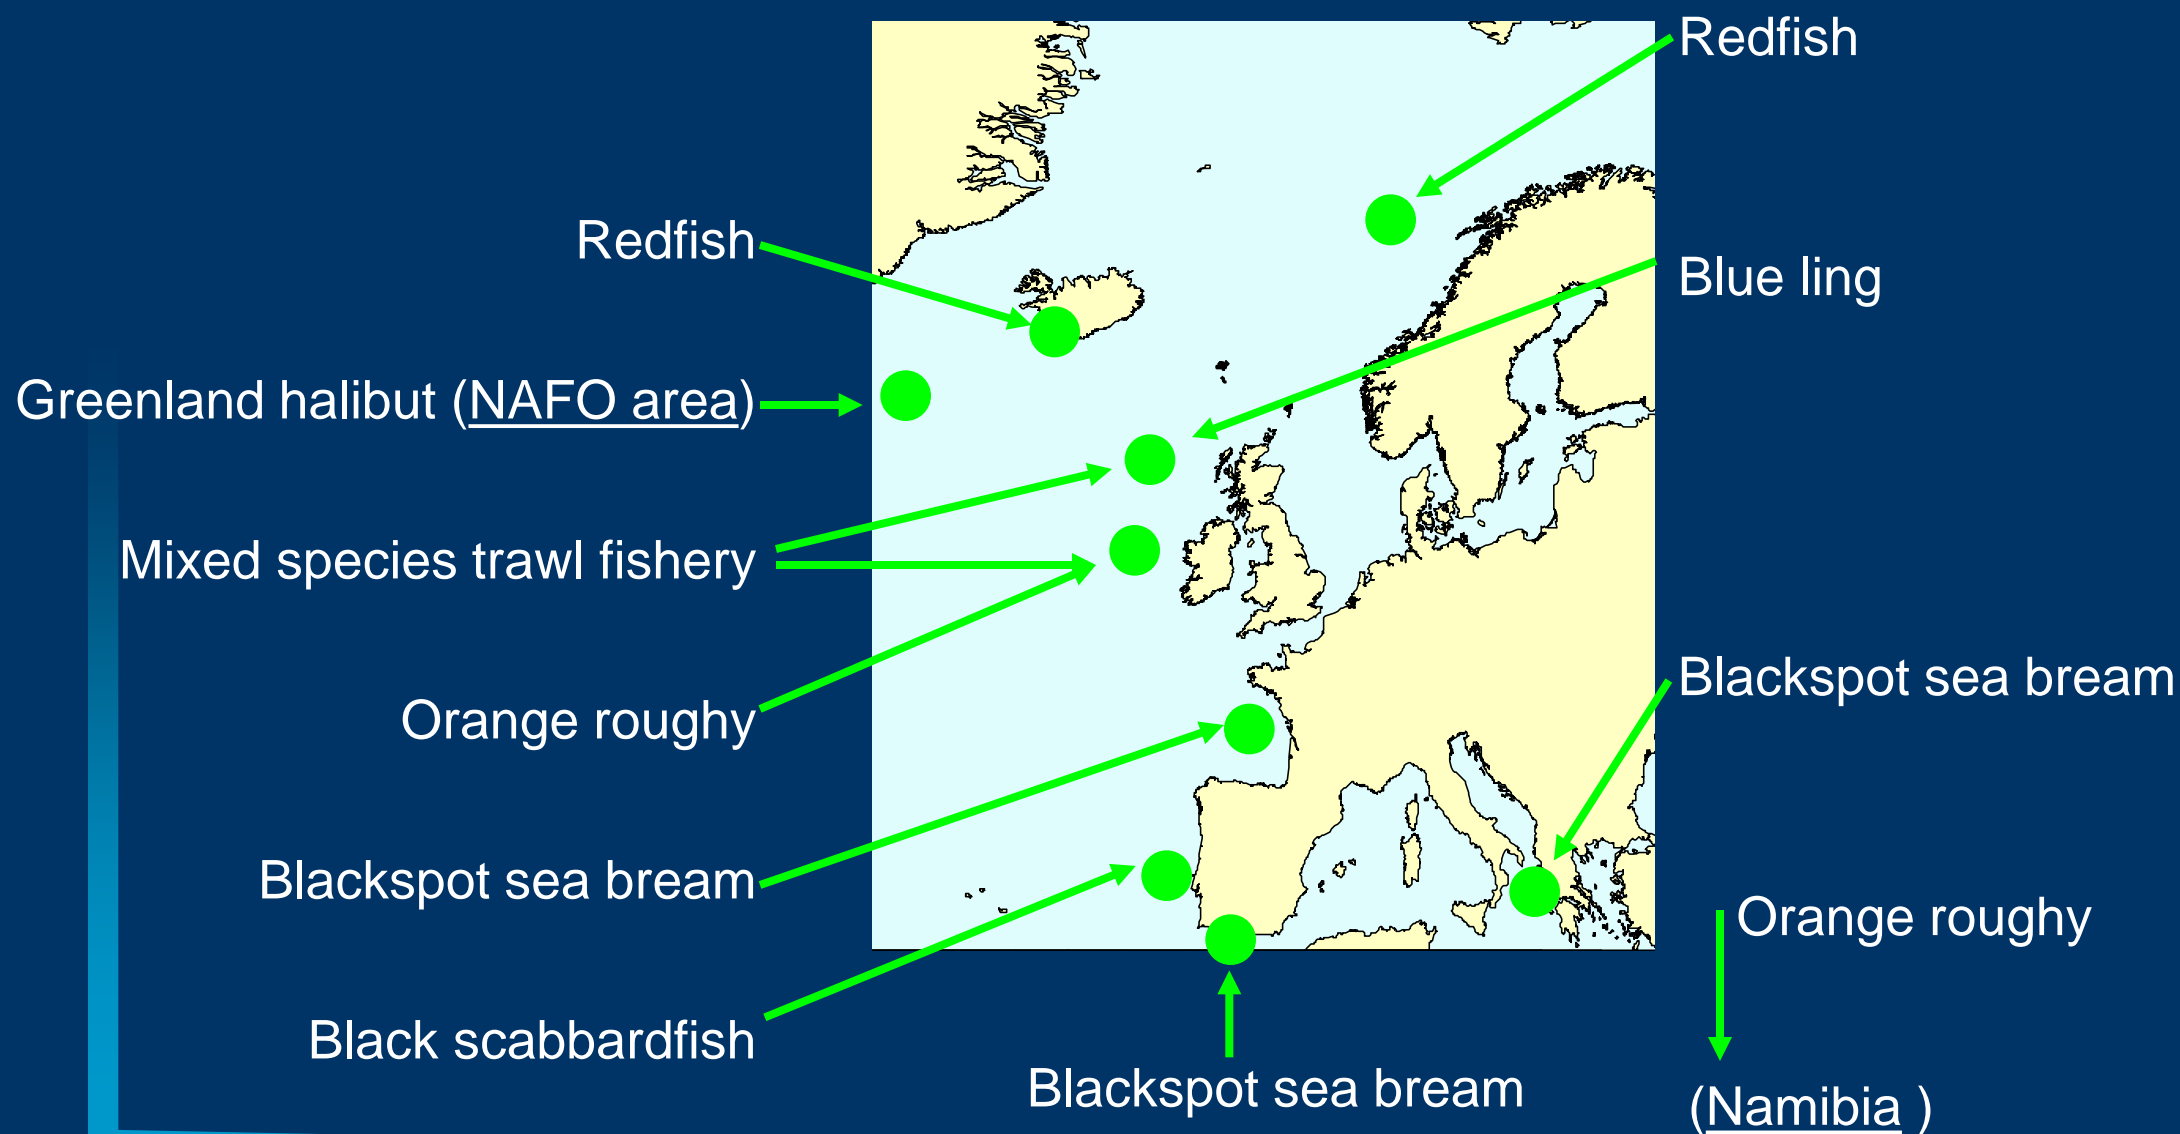 Redfish
Redfish
Blue ling
Greenland halibut (NAFO area)
Mixed species trawl fishery
Blackspot sea bream
Orange roughy
Blackspot sea bream
Orange roughy
Black scabbardfish
Blackspot sea bream
(Namibia )